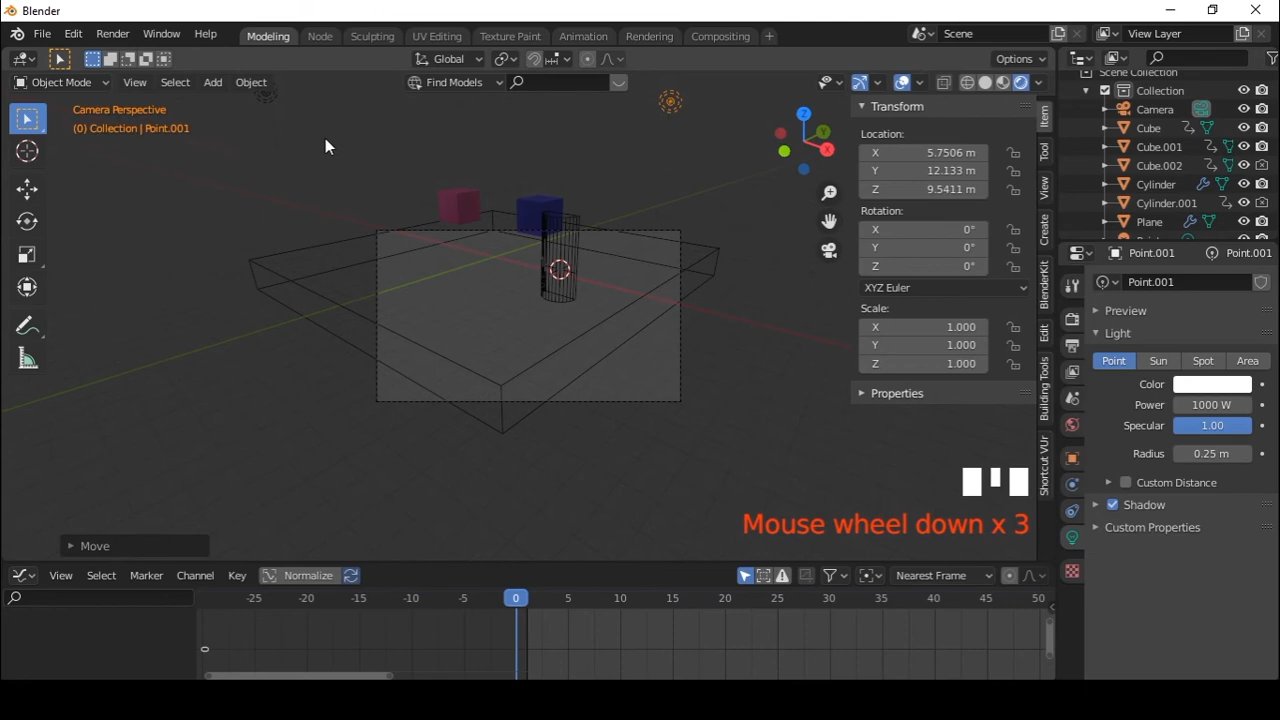 Blender
File Edit Render Window Help
Modeling Node Sculpting UV Editing Texture Paint Animation Rendering Compositing
Scene View Layer
Global Options
Object Mode View Select Add Object Find Models
Camera Perspective
(0) Collection | Point.001
Transform
Location:
X 5.7506 m
Y 12.133 m
Z 9.5411 m
Rotation:
X 0°
Y 0°
Z 0°
XYZ Euler
Scale:
X 1.000
Y 1.000
Z 1.000
Properties
Item
Tool
View
Create
BlenderKit
Edit
Building Tools
Shortcut VUr
X Y Z
Mouse wheel down x 3
Move
Scene Collection
Collection
Camera
Cube
Cube.001
Cube.002
Cylinder
Cylinder.001
Plane
Point.001 Point.001
Point.001
Preview
Light
Point Sun Spot Area
Color
Power 1000 W
Specular 1.00
Radius 0.25 m
Custom Distance
Shadow
Custom Properties
View Select Marker Channel Key Normalize Nearest Frame
-25 -20 -15 -10 -5 0 5 10 15 20 25 30 35 40 45 50